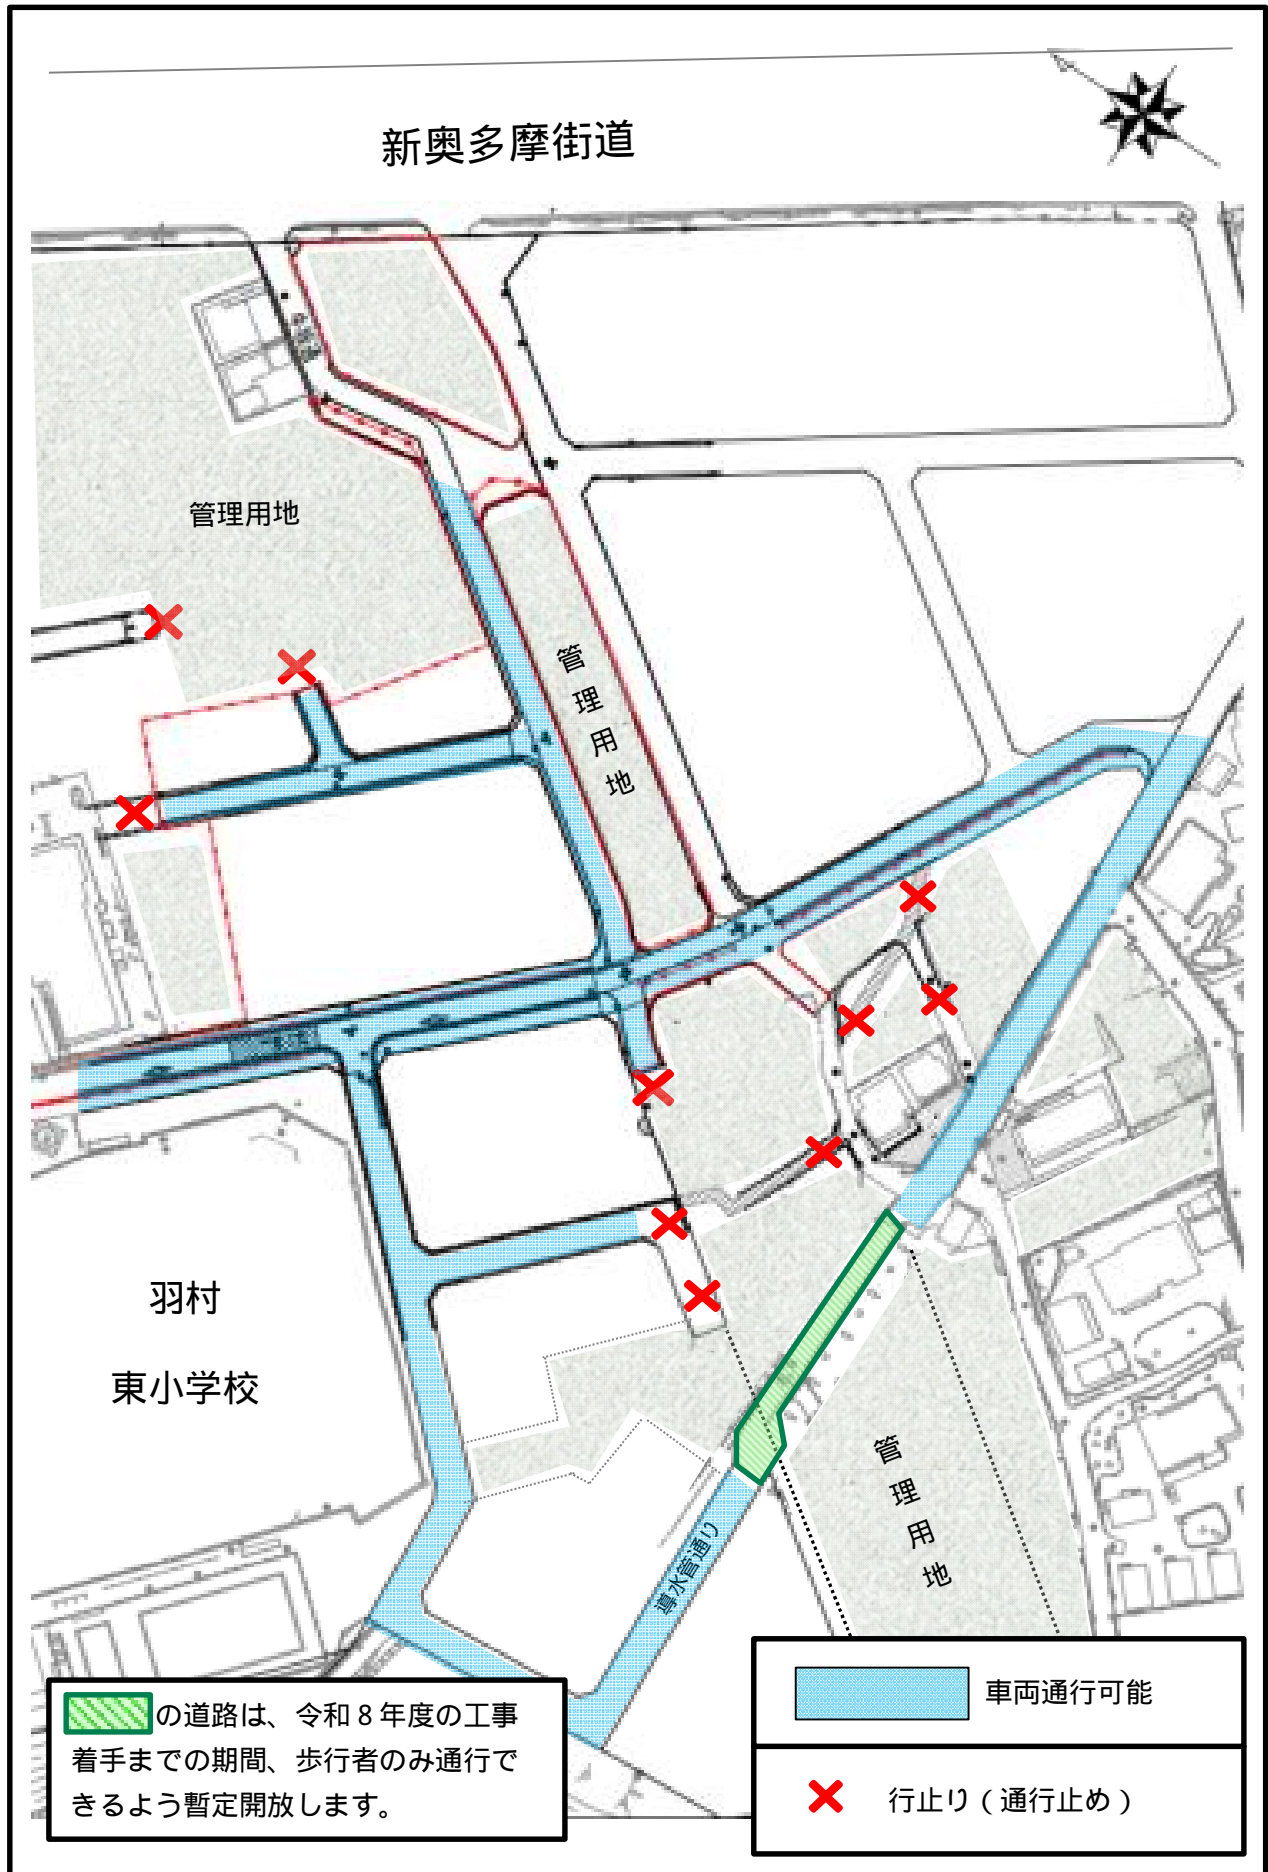 新奥多摩街道
管理用地
管理用地
羽村
東小学校
管理用地
導水管通り
の道路は、令和８年度の工事
着手までの期間、歩行者のみ通行で
きるよう暫定開放します。
車両通行可能
行止り（通行止め）